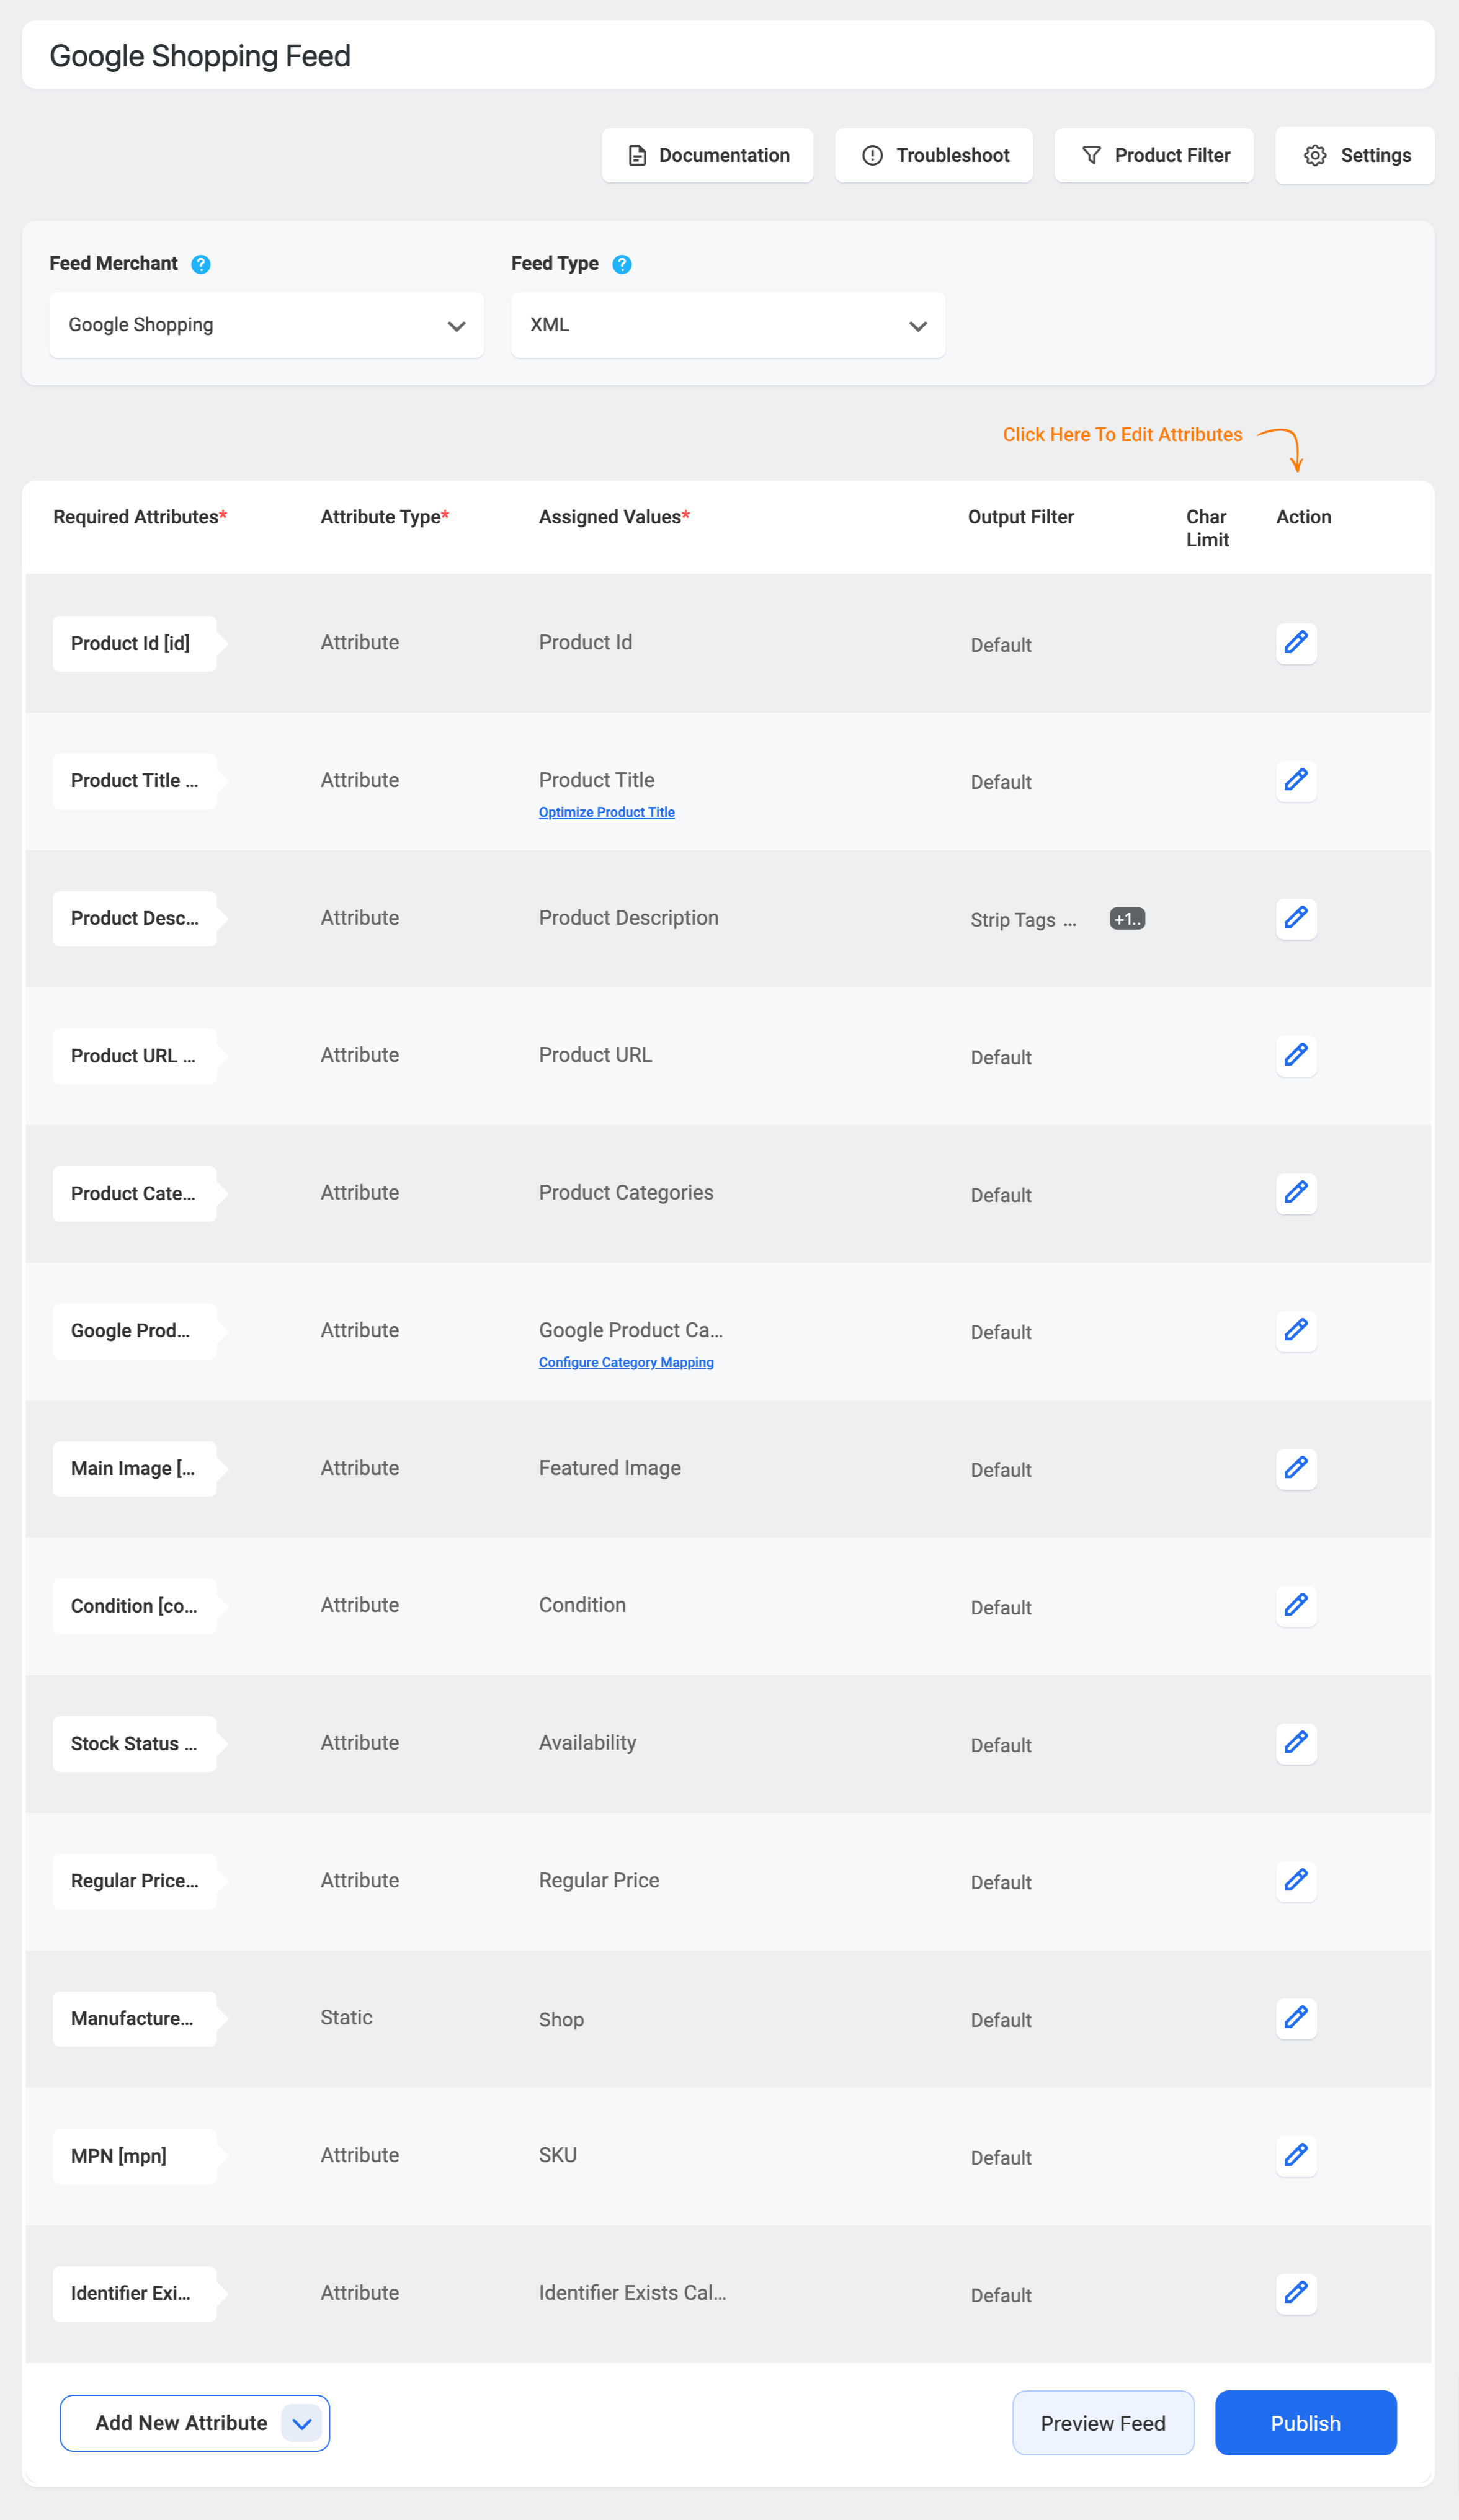 Google Shopping Feed
Documentation
Troubleshoot
Product Filter
Settings
Feed Merchant ?
Feed Type ?
Google Shopping
XML
Click Here To Edit Attributes
Required Attributes*
Attribute Type*
Assigned Values*
Output Filter
Char
Limit
Action
Product Id [id]
Attribute
Product Id
Default
Product Title ...
Attribute
Product Title
Optimize Product Title
Default
Product Desc...
Attribute
Product Description
Strip Tags ...
+1..
Product URL ...
Attribute
Product URL
Default
Product Cate...
Attribute
Product Categories
Default
Google Prod...
Attribute
Google Product Ca...
Configure Category Mapping
Default
Main Image [...
Attribute
Featured Image
Default
Condition [co...
Attribute
Condition
Default
Stock Status ...
Attribute
Availability
Default
Regular Price...
Attribute
Regular Price
Default
Manufacture...
Static
Shop
Default
MPN [mpn]
Attribute
SKU
Default
Identifier Exi...
Attribute
Identifier Exists Cal...
Default
Add New Attribute
Preview Feed
Publish